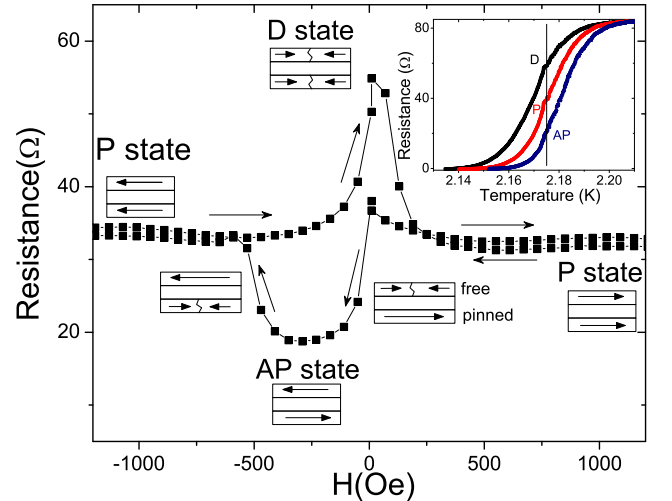 D state
P state
60
40
20
Resistance(Ω)
-1000
-500
0
500
1000
H(Oe)
80
40
0
Resistance (Ω)
D
P
AP
2.14
2.16
2.18
2.20
Temperature (K)
free
pinned
P state
AP state